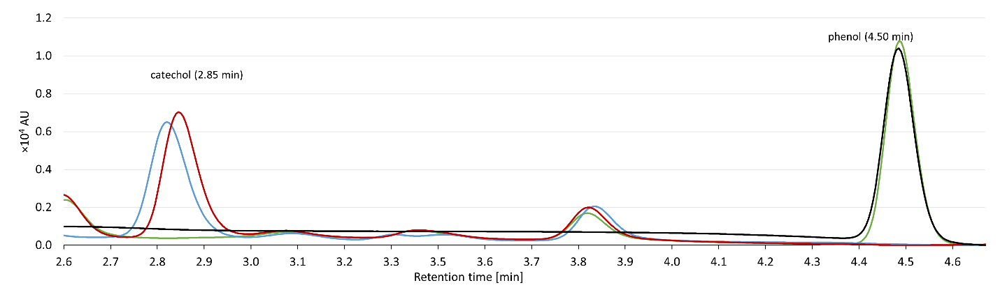 1.2
phenol (4.50 min)
1.0
catechol (2.85 min)
0.8
×10⁴ AU
0.6
0.4
0.2
0.0
2.6 2.7 2.8 2.9 3.0 3.1 3.2 3.3 3.5 3.6 3.7 3.8 3.9 4.0 4.1 4.2 4.3 4.4 4.5 4.6
Retention time [min]